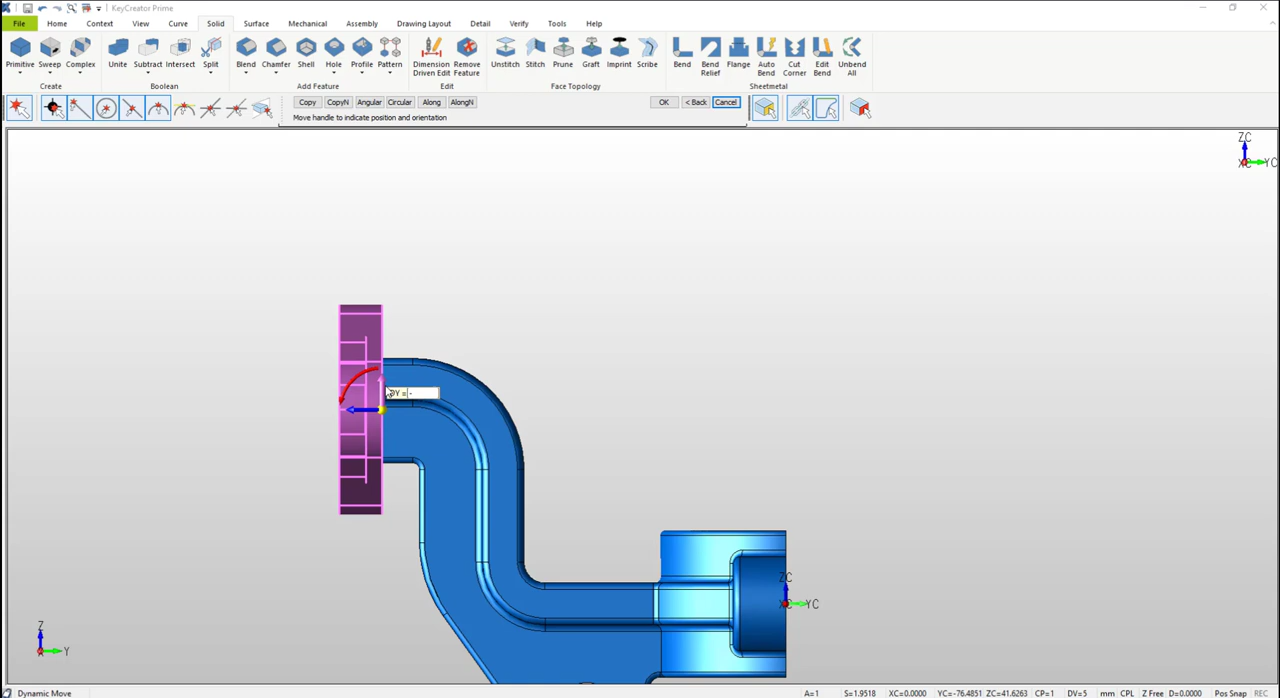 KeyCreator Prime
File Home Context View Curve Solid Surface Mechanical Assembly Drawing Layout Detail Verify Tools Help
Primitive Sweep Complex Unite Subtract Intersect Split Blend Chamfer Shell Hole Profile Pattern Dimension Driven Edit Remove Feature Unstitch Stitch Prune Graft Imprint Scribe Bend Bend Relief Flange Auto Bend Cut Corner Edit Bend Unbend All
Create Boolean Add Feature Edit Face Topology Sheetmetal
Copy CopyN Angular Circular Along AlongN OK < Back Cancel
Move handle to indicate position and orientation
ZC
XC YC
DY = -
ZC
XC YC
Z
X Y
Dynamic Move A=1 S=1.9518 XC=0.0000 YC=-76.4851 ZC=41.6263 CP=1 DV=5 mm CPL Z Free D=0.0000 Pos Snap REC